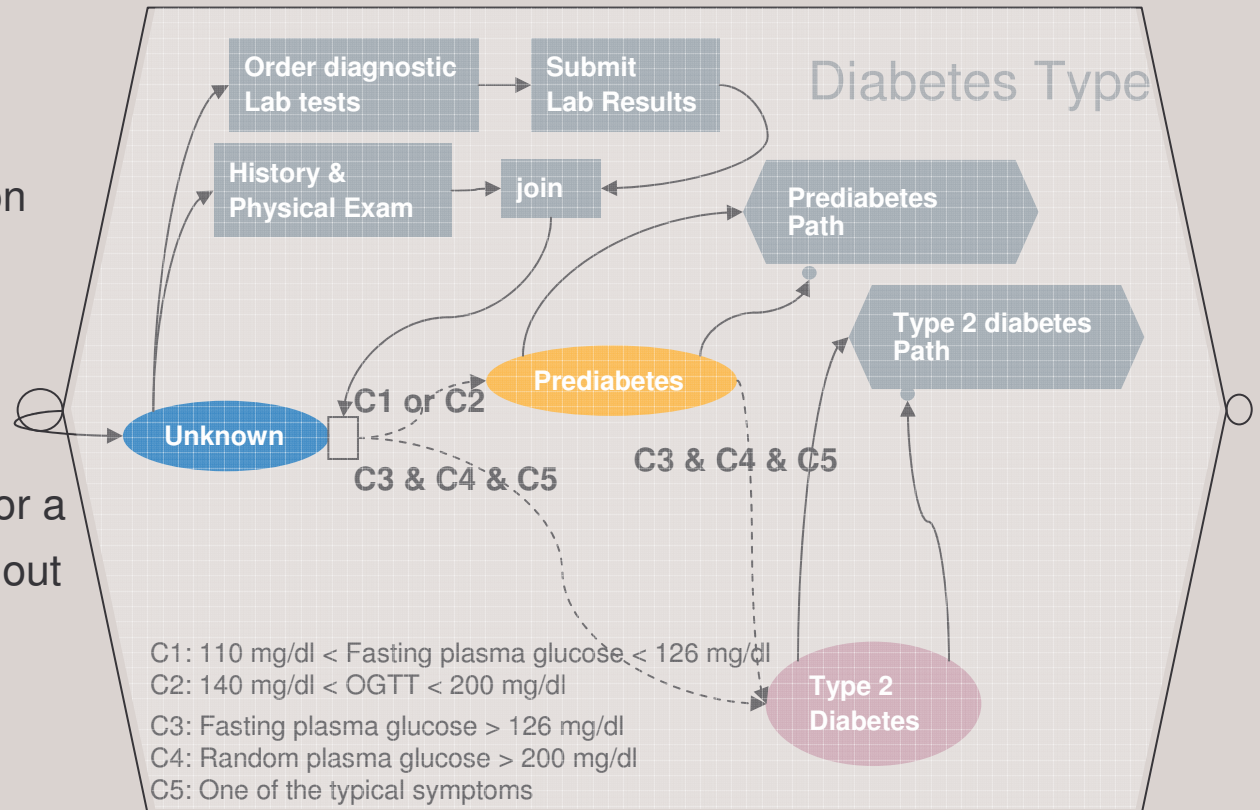 Diabetes Type
Order diagnostic
Lab tests
Submit
Lab Results
History &
Physical Exam
join
Prediabetes
Path
Type 2 diabetes
Path
on
Prediabetes
C1 or C2
Unknown
C3 & C4 & C5
C3 & C4 & C5
or a
out
C1: 110 mg/dl < Fasting plasma glucose < 126 mg/dl
C2: 140 mg/dl < OGTT < 200 mg/dl
C3: Fasting plasma glucose > 126 mg/dl
C4: Random plasma glucose > 200 mg/dl
C5: One of the typical symptoms
Type 2
Diabetes